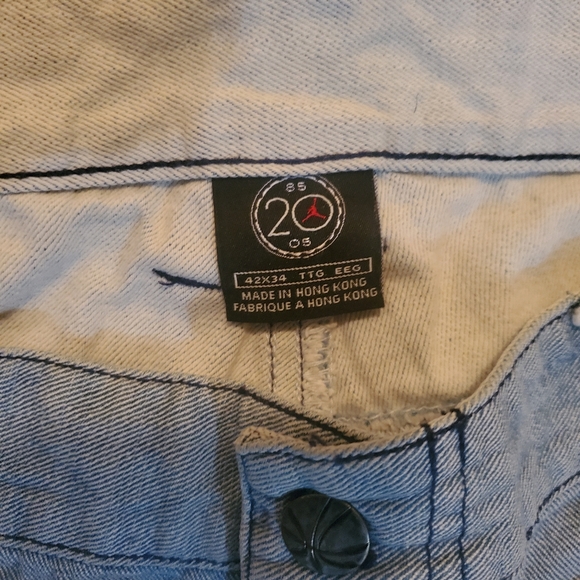 85
20
05
42X34 TTG EEG
MADE IN HONG KONG
FABRIQUE A HONG KONG